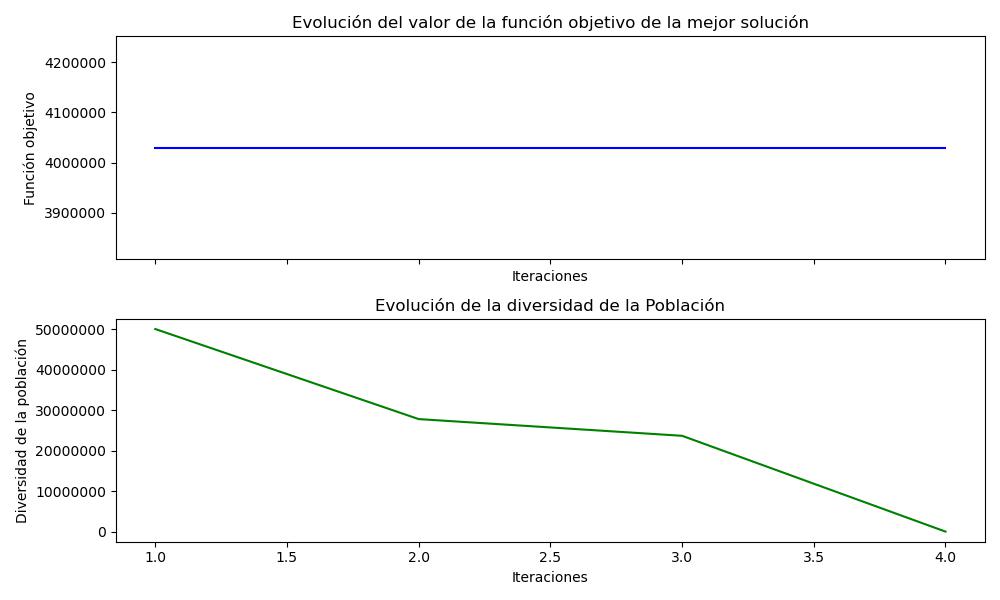 Evolución del valor de la función objetivo de la mejor solución
4200000
4100000
4000000
3900000
Función objetivo
Iteraciones
Evolución de la diversidad de la Población
50000000
40000000
30000000
20000000
10000000
0
Diversidad de la población
1.0 1.5 2.0 2.5 3.0 3.5 4.0
Iteraciones